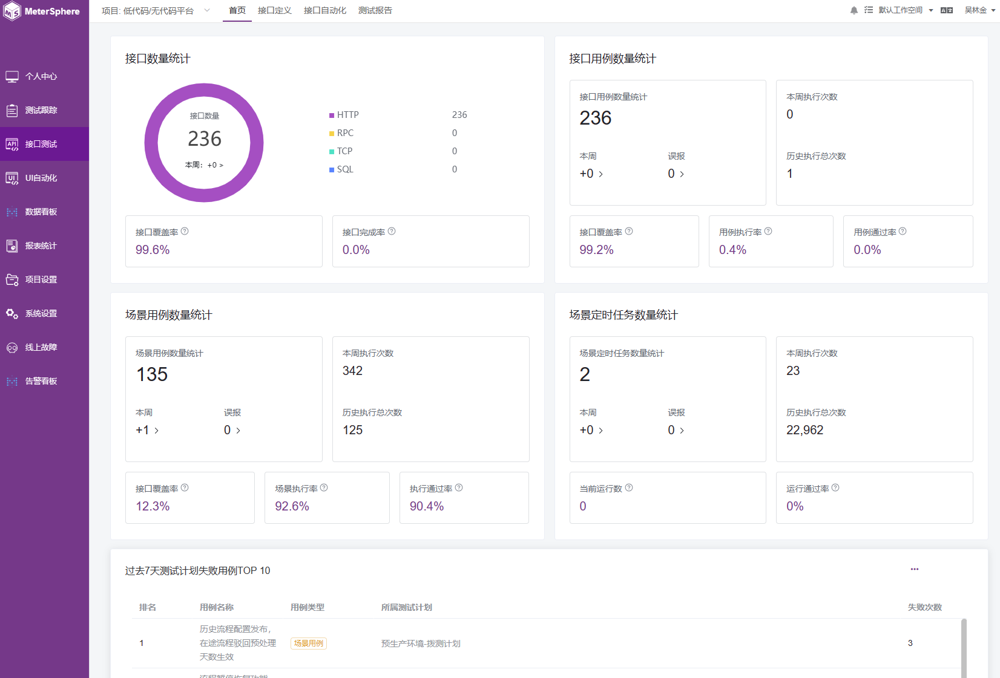 MeterSphere
项目: 低代码/无代码平台
首页
接口定义
接口自动化
测试报告
默认工作空间
吴林金
个人中心
测试跟踪
接口测试
UI自动化
数据看板
报表统计
项目设置
系统设置
线上故障
告警看板
接口数量统计
接口数量
236
本周：+0 >
HTTP 236
RPC 0
TCP 0
SQL 0
接口覆盖率
99.6%
接口完成率
0.0%
接口用例数量统计
接口用例数量统计
236
本周
+0 >
误报
0 >
本周执行次数
0
历史执行总次数
1
接口覆盖率
99.2%
用例执行率
0.4%
用例通过率
0.0%
场景用例数量统计
场景用例数量统计
135
本周
+1 >
误报
0 >
本周执行次数
342
历史执行总次数
125
接口覆盖率
12.3%
场景执行率
92.6%
执行通过率
90.4%
场景定时任务数量统计
场景定时任务数量统计
2
本周
+0 >
误报
0 >
本周执行次数
23
历史执行总次数
22,962
当前运行数
0
运行通过率
0%
过去7天测试计划失败用例TOP 10
排名 用例名称 用例类型 所属测试计划 失败次数
1
历史流程配置发布，
在途流程驳回预处理
天数生效
场景用例
预生产环境-拨测计划
3